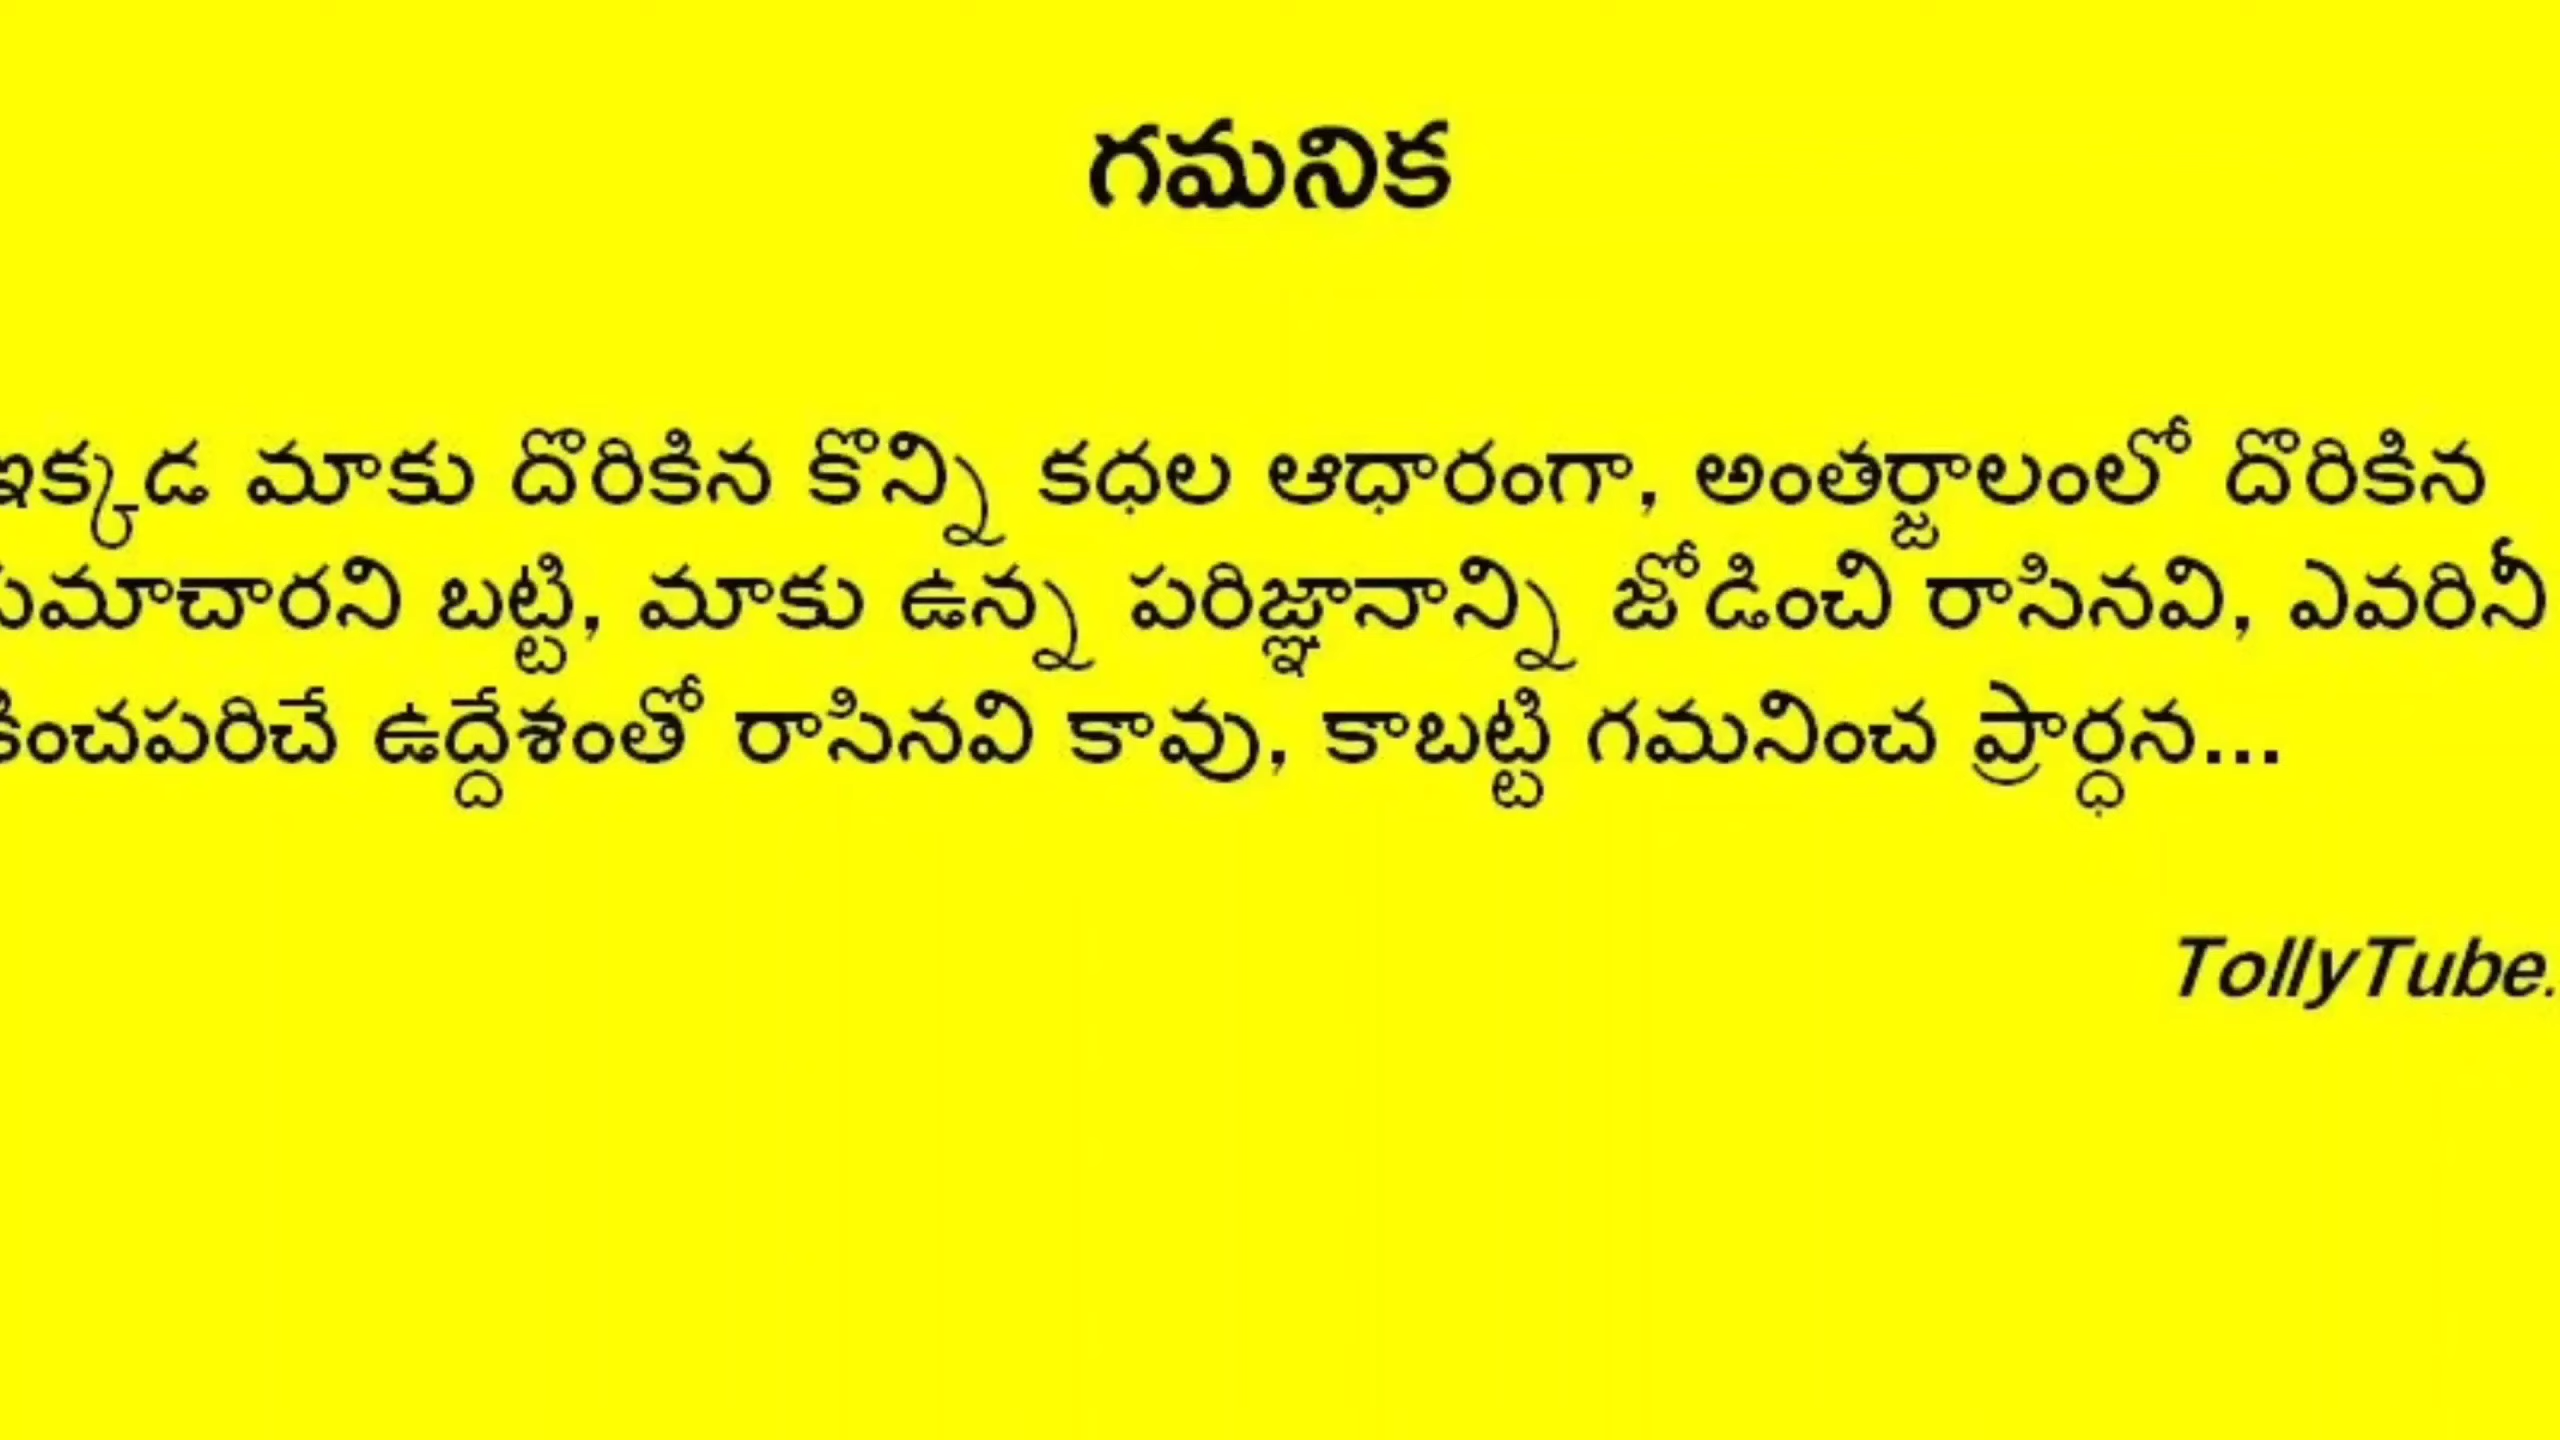 గమనిక
ఇక్కడ మాకు దొరికిన కొన్ని కధల ఆధారంగా, అంతర్జాలంలో దొరికిన
సమాచారని బట్టి, మాకు ఉన్న పరిజ్ఞానాన్ని జోడించి రాసినవి, ఎవరినీ
కించపరిచే ఉద్దేశంతో రాసినవి కావు, కాబట్టి గమనించ ప్రార్ధన...
TollyTube.